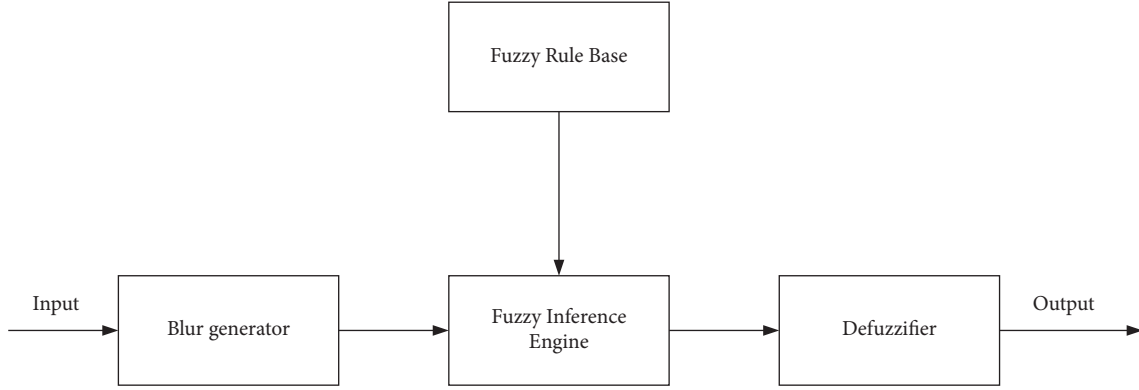 Fuzzy Rule Base
Input
Blur generator
Fuzzy Inference
Engine
Defuzzifier
Output